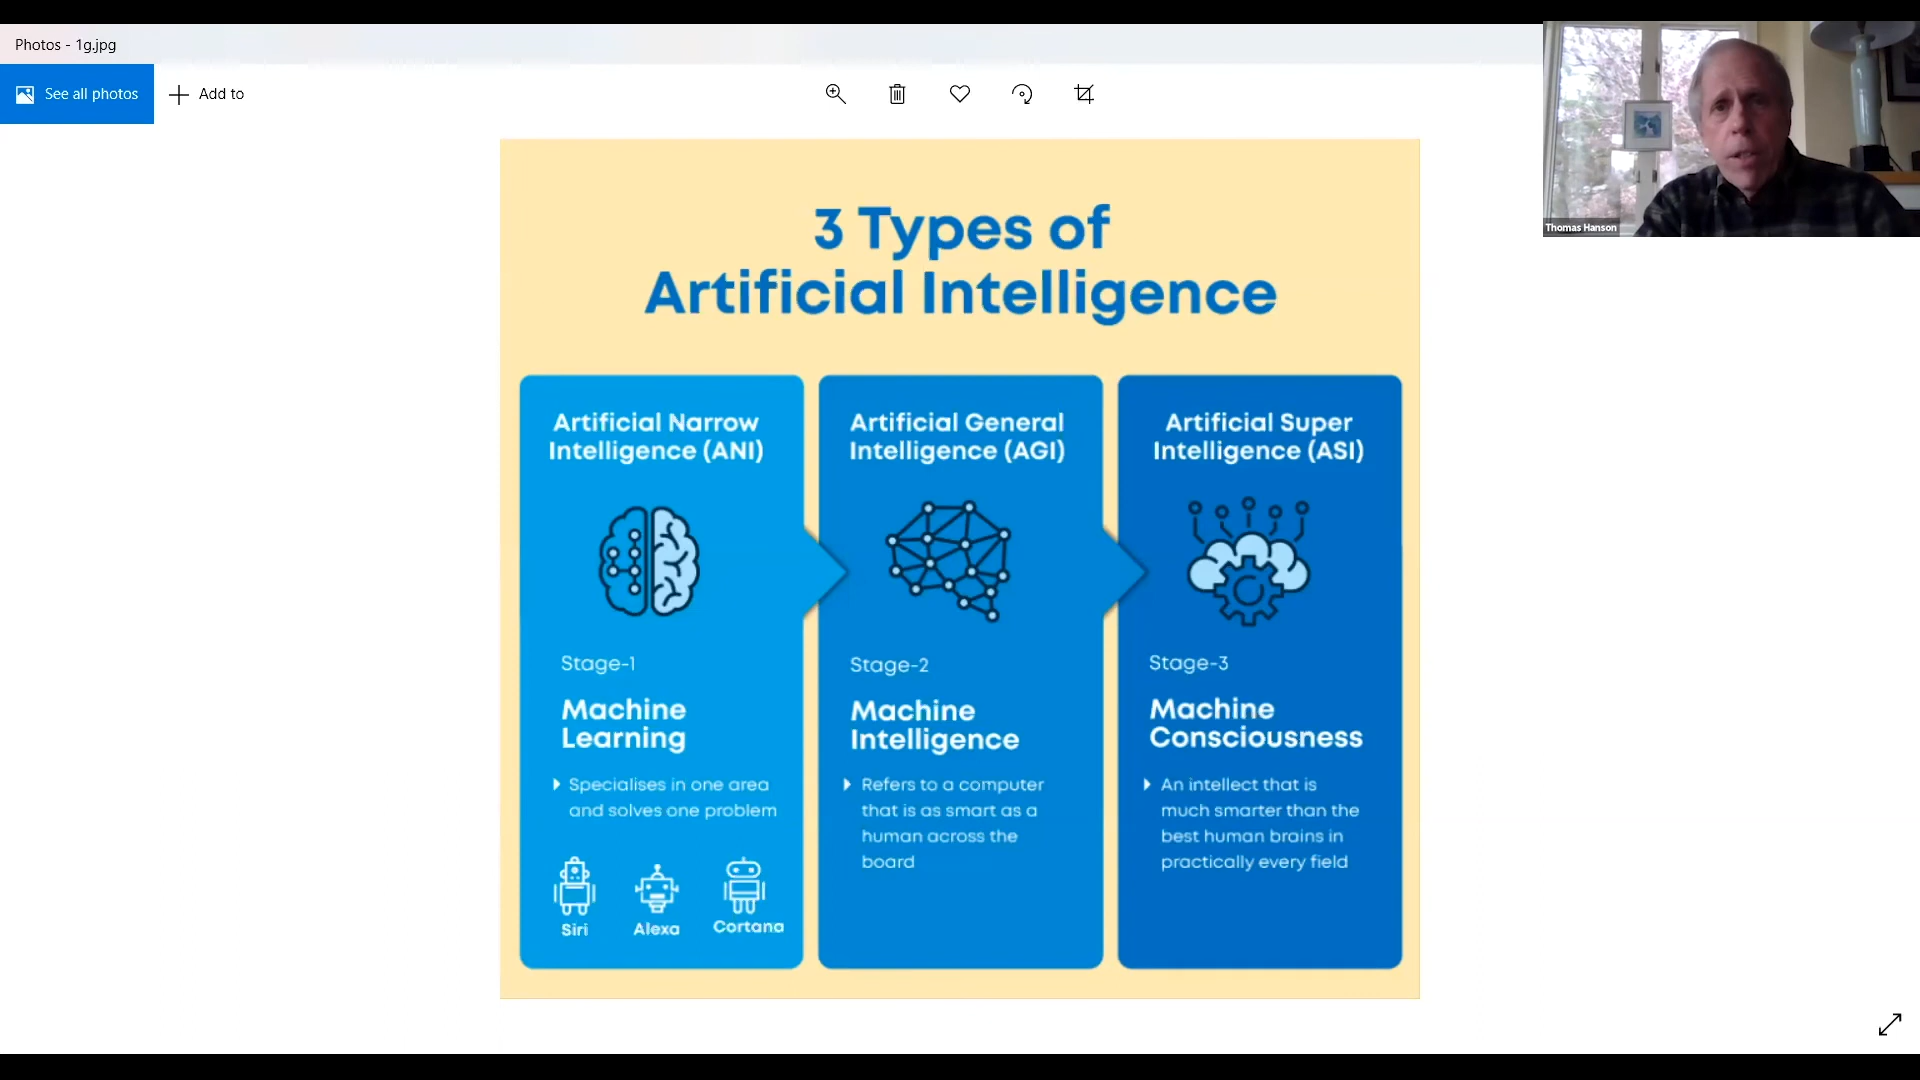 Photos - 1g.jpg
See all photos
Add to
Thomas Hanson
3 Types of
Artificial Intelligence
Artificial Narrow
Intelligence (ANI)
Stage-1
Machine
Learning
Specialises in one area
and solves one problem
Siri
Alexa
Cortana
Artificial General
Intelligence (AGI)
Stage-2
Machine
Intelligence
Refers to a computer
that is as smart as a
human across the
board
Artificial Super
Intelligence (ASI)
Stage-3
Machine
Consciousness
An intellect that is
much smarter than the
best human brains in
practically every field